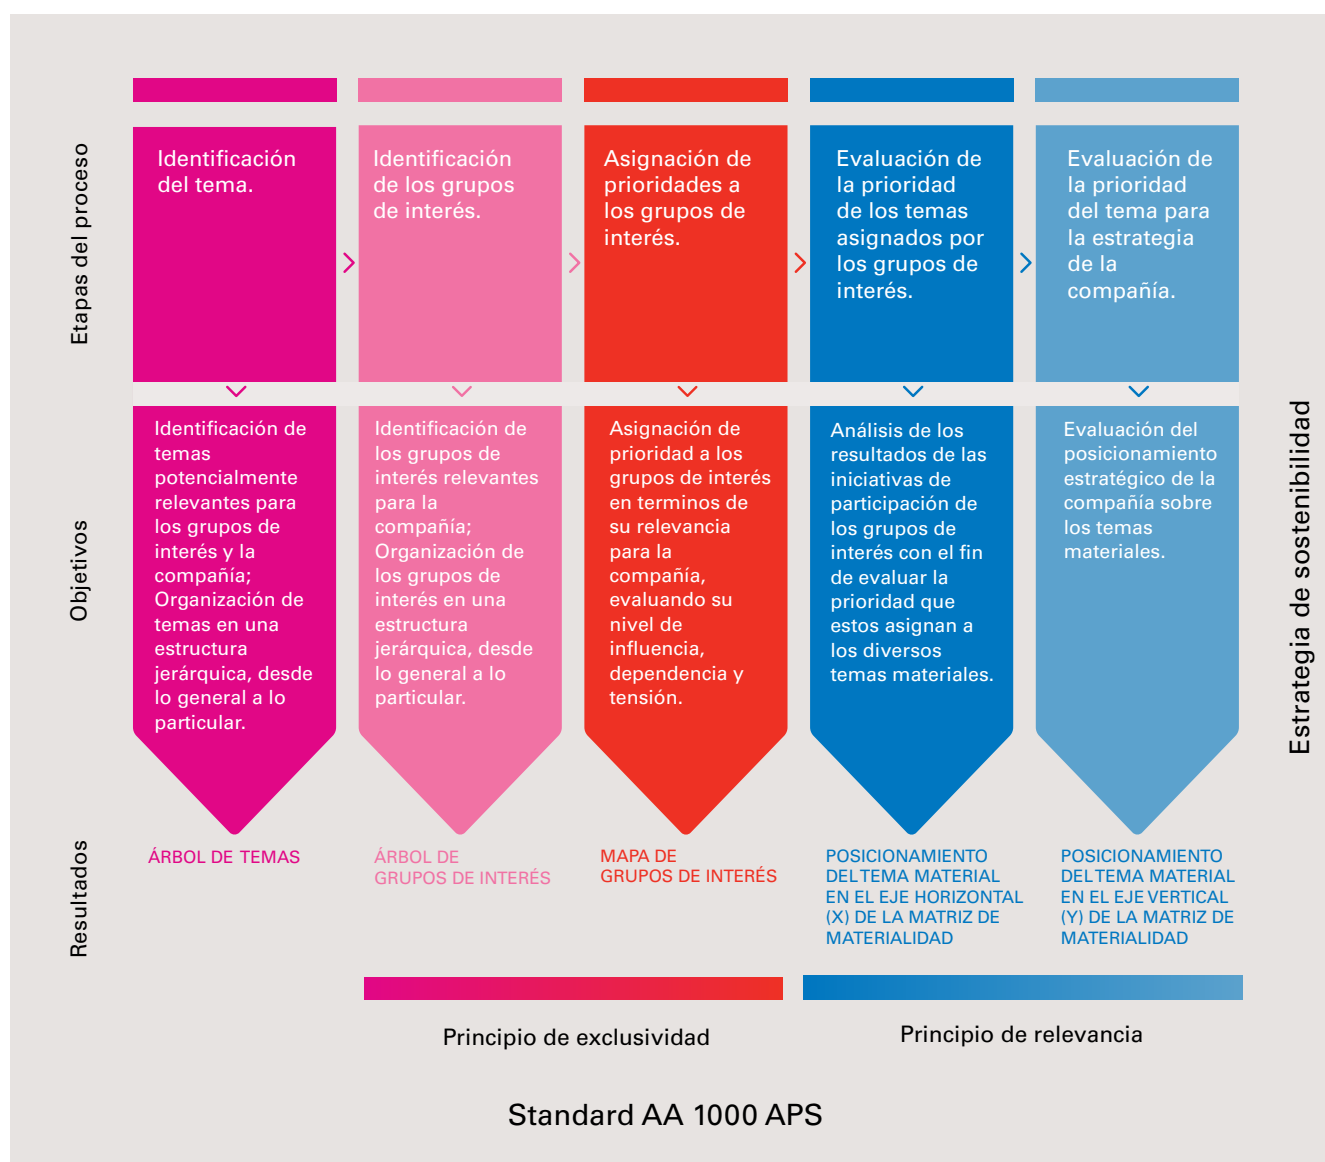 Etapas del proceso
Identificación
del tema.
Identificación
de los grupos
de interés.
Asignación de
prioridades a
los grupos de
interés.
Evaluación de
la prioridad
de los temas
asignados por
los grupos de
interés.
Evaluación de
la prioridad
del tema para
la estrategia
de la
compañía.
Objetivos
Identificación de
temas
potencialmente
relevantes para
los grupos de
interés y la
compañía;
Organización de
temas en una
estructura
jerárquica, desde
lo general a lo
particular.
Identificación de
los grupos de
interés relevantes
para la
compañía;
Organización de
los grupos de
interés en una
estructura
jerárquica, desde
lo general a lo
particular.
Asignación de
prioridad a los
grupos de interés
en terminos de
su relevancia
para la
compañía,
evaluando su
nivel de
influencia,
dependencia y
tensión.
Análisis de los
resultados de las
iniciativas de
participación de
los grupos de
interés con el fin
de evaluar la
prioridad que
estos asignan a
los diversos
temas materiales.
Evaluación del
posicionamiento
estratégico de la
compañía sobre
los temas
materiales.
Resultados
ÁRBOL DE TEMAS
ÁRBOL DE
GRUPOS DE INTERÉS
MAPA DE
GRUPOS DE INTERÉS
POSICIONAMIENTO
DEL TEMA MATERIAL
EN EL EJE HORIZONTAL
(X) DE LA MATRIZ DE
MATERIALIDAD
POSICIONAMIENTO
DEL TEMA MATERIAL
EN EL EJE VERTICAL
(Y) DE LA MATRIZ DE
MATERIALIDAD
Estrategia de sostenibilidad
Principio de exclusividad
Principio de relevancia
Standard AA 1000 APS